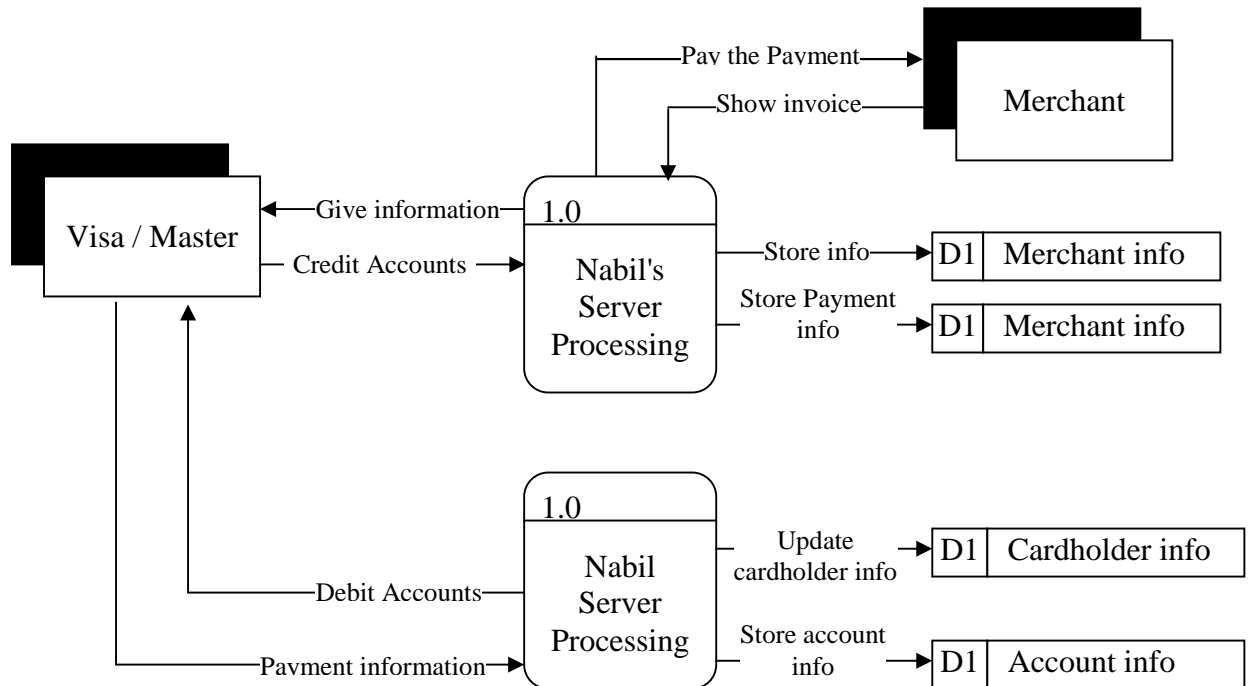 Pay the Payment
Show invoice
Merchant
Visa / Master
Give information
Credit Accounts
1.0
Nabil's
Server
Processing
Store info
D1 Merchant info
Store Payment
info
D1 Merchant info
1.0
Nabil
Server
Processing
Debit Accounts
Payment information
Update
cardholder info
D1 Cardholder info
Store account
info
D1 Account info